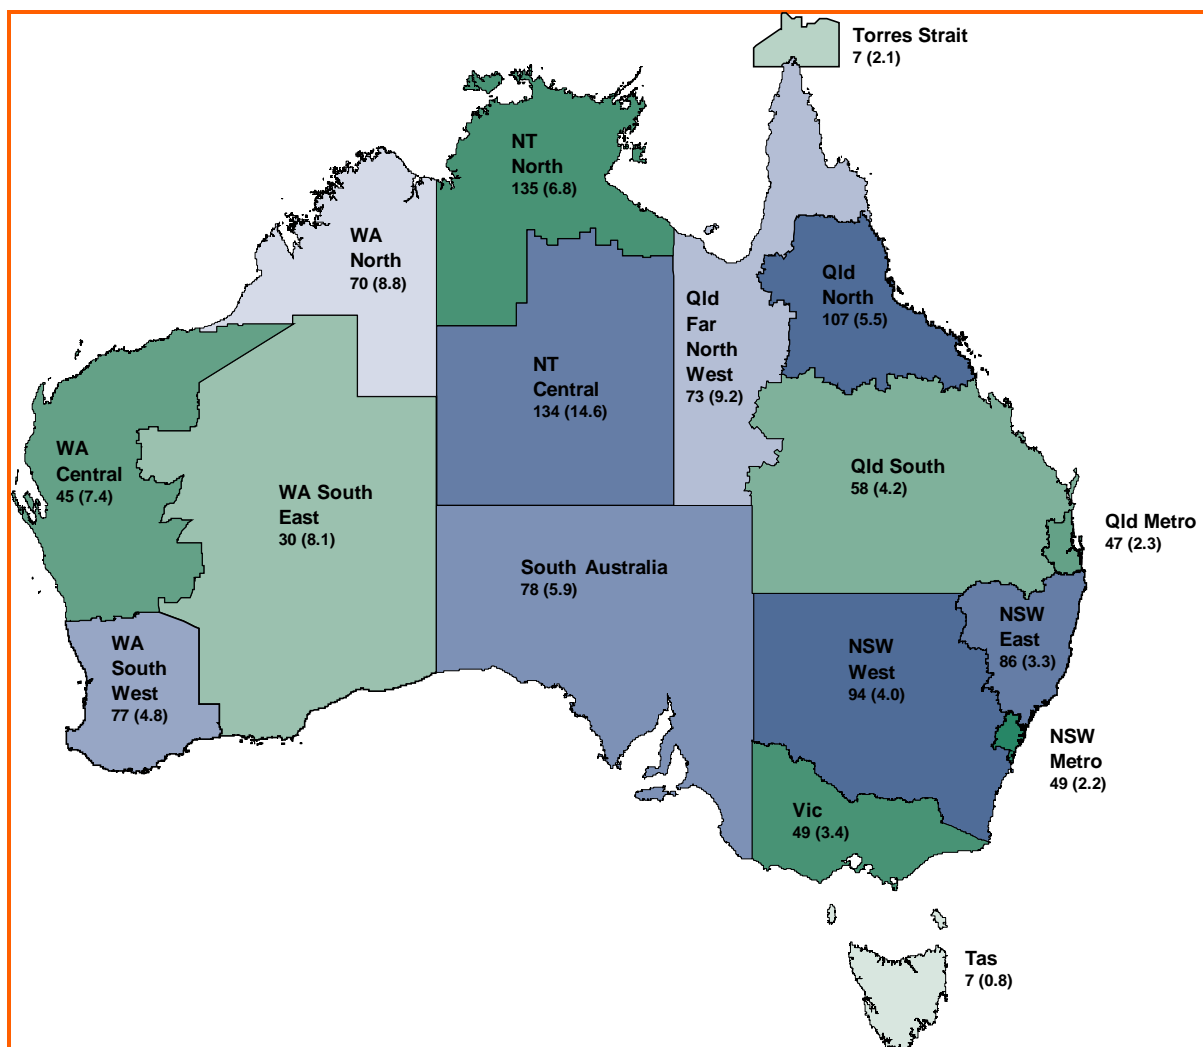 Torres Strait
7 (2.1)
NT
North
135 (6.8)
WA
North
70 (8.8)
Qld
North
107 (5.5)
Qld
Far
North
West
73 (9.2)
NT
Central
134 (14.6)
WA
Central
45 (7.4)
WA South
East
30 (8.1)
Qld South
58 (4.2)
Qld Metro
47 (2.3)
South Australia
78 (5.9)
NSW
East
86 (3.3)
WA
South
West
77 (4.8)
NSW
West
94 (4.0)
NSW
Metro
49 (2.2)
Vic
49 (3.4)
Tas
7 (0.8)